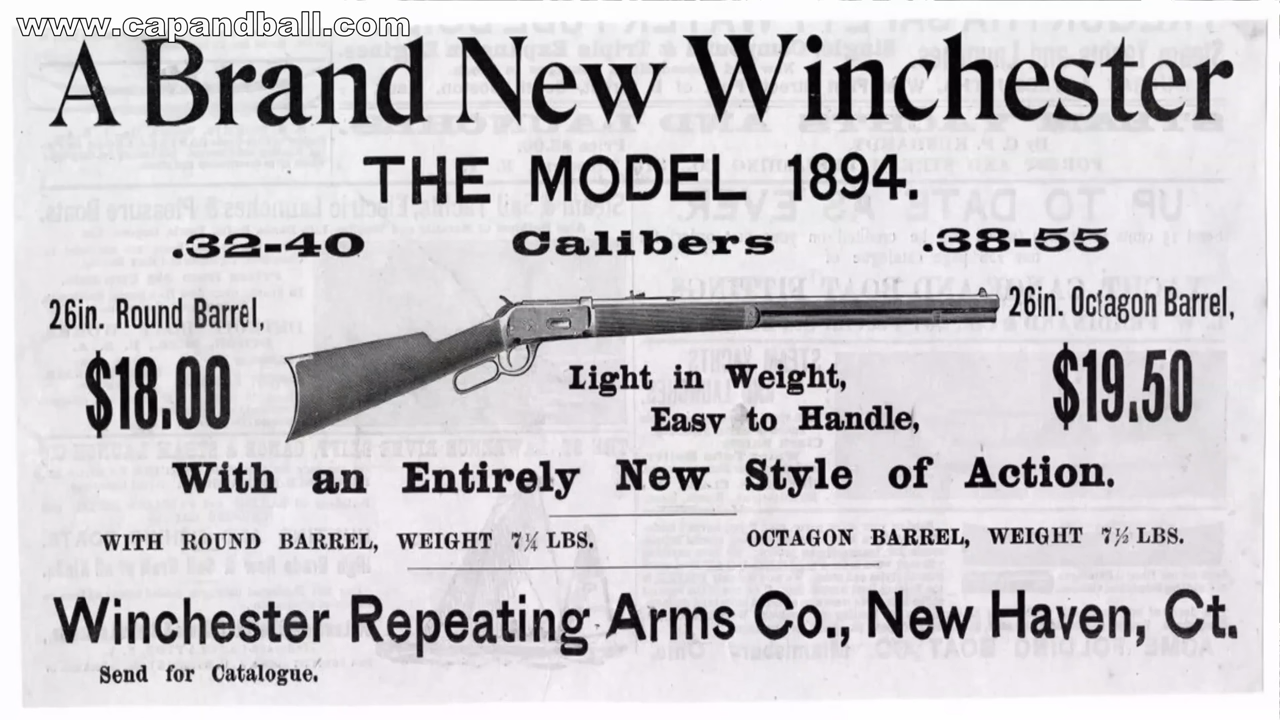 www.capandball.com
A Brand New Winchester
THE MODEL 1894.
.32-40 Calibers .38-55
26in. Round Barrel, 26in. Octagon Barrel,
$18.00 $19.50
Light in Weight,
Easy to Handle,
With an Entirely New Style of Action.
WITH ROUND BARREL, WEIGHT 7¼ LBS. OCTAGON BARREL, WEIGHT 7½ LBS.
Winchester Repeating Arms Co., New Haven, Ct.
Send for Catalogue.